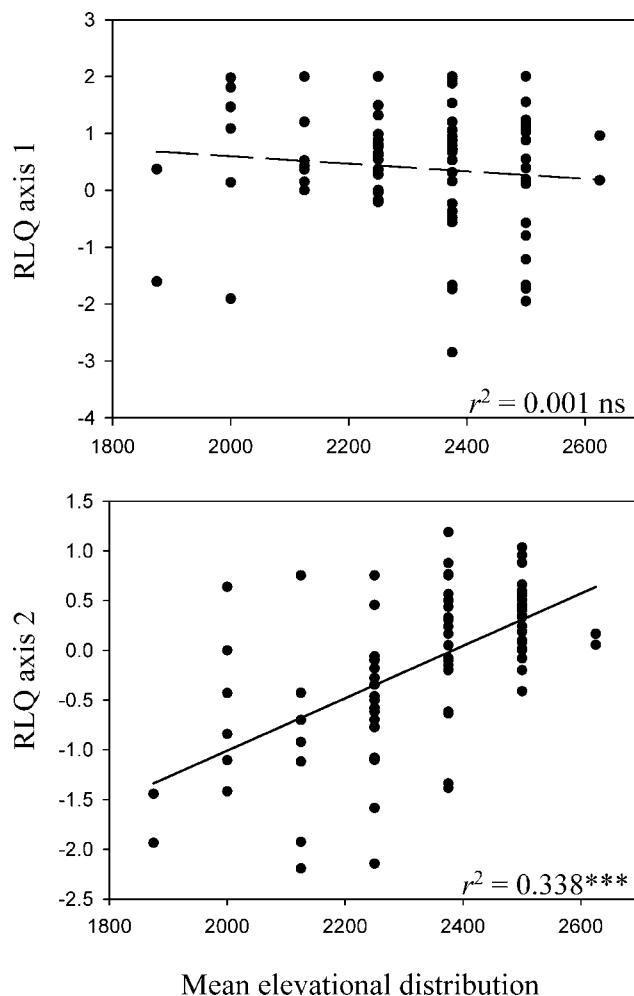 3
2
1
0
-1
-2
-3
-4
RLQ axis 1
r² = 0.001 ns
1800 2000 2200 2400 2600
1.5
1.0
0.5
0.0
-0.5
-1.0
-1.5
-2.0
-2.5
RLQ axis 2
r² = 0.338***
1800 2000 2200 2400 2600
Mean elevational distribution